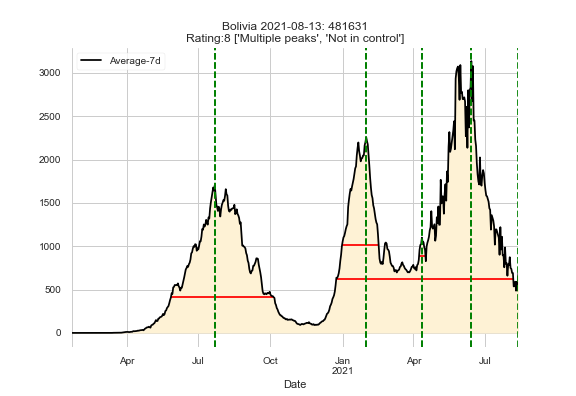 Bolivia 2021-08-13: 481631
Rating:8 ['Multiple peaks', 'Not in control']
Average-7d
3000
2500
2000
1500
1000
500
0
Apr Jul Oct Jan Apr Jul
2021
Date